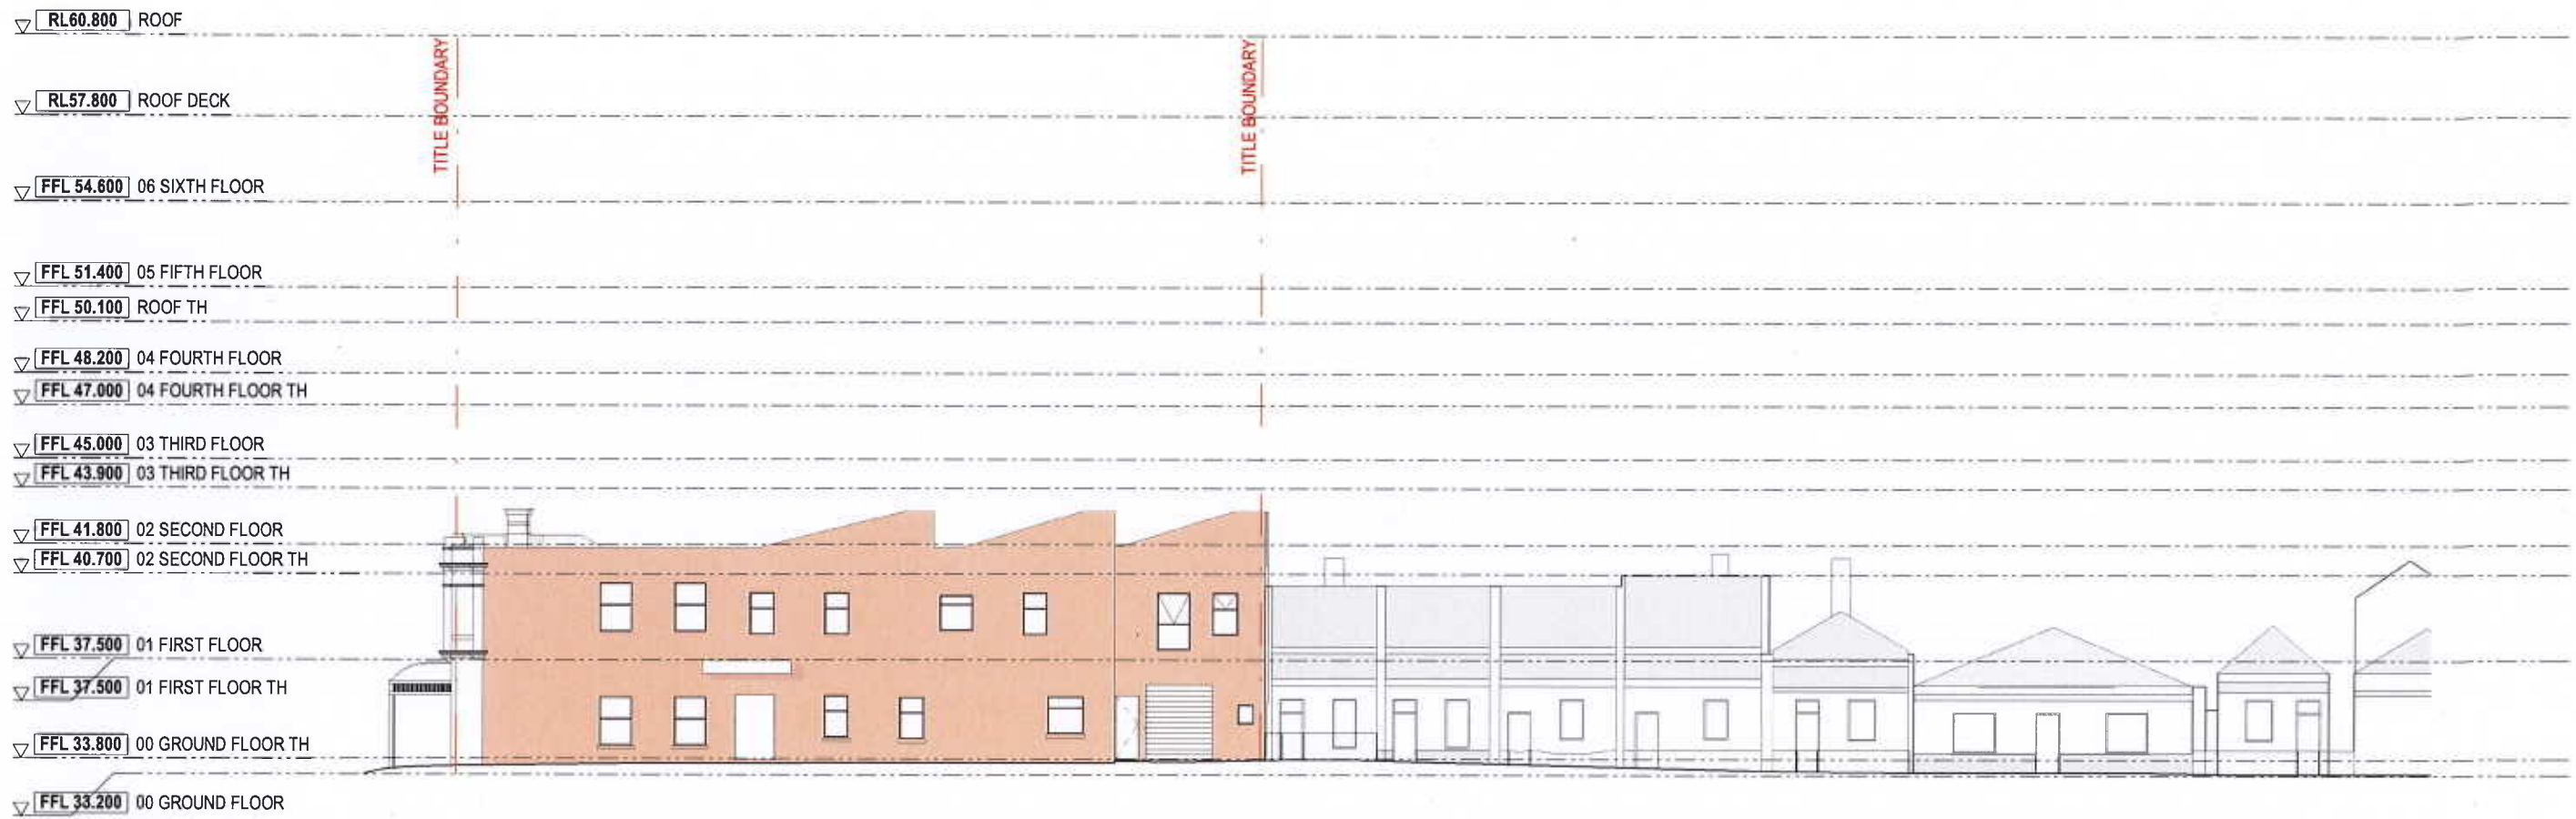 RL60.800 ROOF
TITLE BOUNDARY
TITLE BOUNDARY
RL57.800 ROOF DECK
FFL 54.600 06 SIXTH FLOOR
FFL 51.400 05 FIFTH FLOOR
FFL 50.100 ROOF TH
FFL 48.200 04 FOURTH FLOOR
FFL 47.000 04 FOURTH FLOOR TH
FFL 45.000 03 THIRD FLOOR
FFL 43.900 03 THIRD FLOOR TH
FFL 41.800 02 SECOND FLOOR
FFL 40.700 02 SECOND FLOOR TH
FFL 37.500 01 FIRST FLOOR
FFL 37.500 01 FIRST FLOOR TH
FFL 33.800 00 GROUND FLOOR TH
FFL 33.200 00 GROUND FLOOR